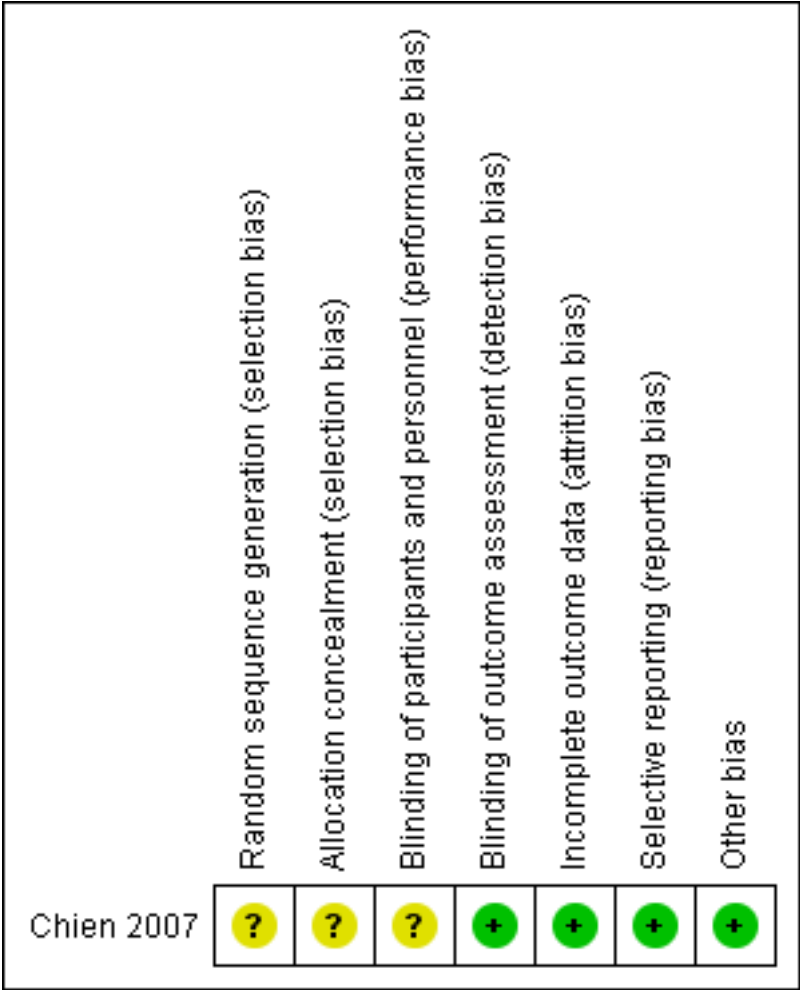 Random sequence generation (selection bias)
Allocation concealment (selection bias)
Blinding of participants and personnel (performance bias)
Blinding of outcome assessment (detection bias)
Incomplete outcome data (attrition bias)
Selective reporting (reporting bias)
Other bias
Chien 2007 ? ? ? + + + +